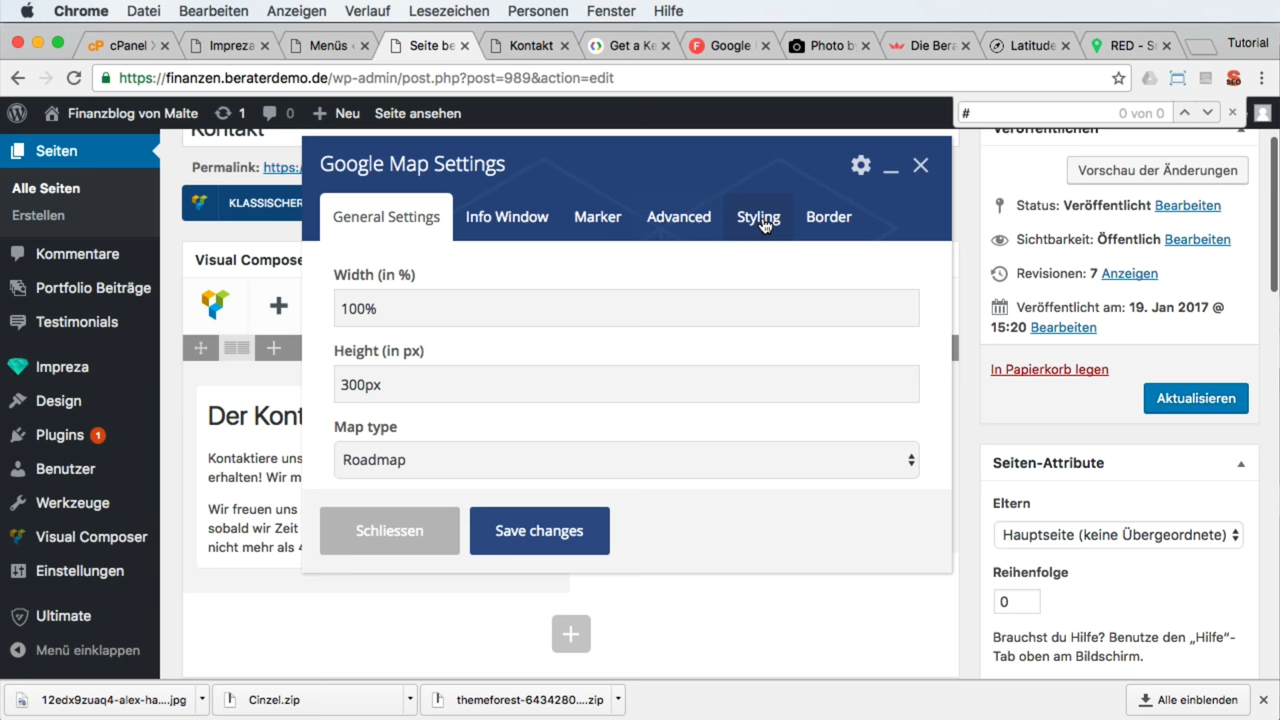 Chrome Datei Bearbeiten Anzeigen Verlauf Lesezeichen Personen Fenster Hilfe
cP cPanel
Impreza
Menüs
Seite be
Kontakt
Get a Ke
Google
Photo b
Die Bera
Latitude
RED - S
Tutorial
https://finanzen.beraterdemo.de/wp-admin/post.php?post=989&action=edit
Finanzblog von Malte 1 0 Neu Seite ansehen
# 0 von 0
Seiten
Alle Seiten
Erstellen
Kommentare
Portfolio Beiträge
Testimonials
Impreza
Design
Plugins 1
Benutzer
Werkzeuge
Visual Composer
Einstellungen
Ultimate
Menü einklappen
Kontakt
Permalink: https:/
KLASSISCHER
Visual Compose
Der Kont
Kontaktiere uns
erhalten! Wir m
Wir freuen uns
sobald wir Zeit
nicht mehr als
Google Map Settings
General Settings Info Window Marker Advanced Styling Border
Width (in %)
100%
Height (in px)
300px
Map type
Roadmap
Schliessen Save changes
Veröffentlichen
Vorschau der Änderungen
Status: Veröffentlicht Bearbeiten
Sichtbarkeit: Öffentlich Bearbeiten
Revisionen: 7 Anzeigen
Veröffentlicht am: 19. Jan 2017 @
15:20 Bearbeiten
In Papierkorb legen
Aktualisieren
Seiten-Attribute
Eltern
Hauptseite (keine Übergeordnete)
Reihenfolge
0
Brauchst du Hilfe? Benutze den „Hilfe“-
Tab oben am Bildschirm.
12edx9zuaq4-alex-ha....jpg
Cinzel.zip
themeforest-6434280....zip
Alle einblenden